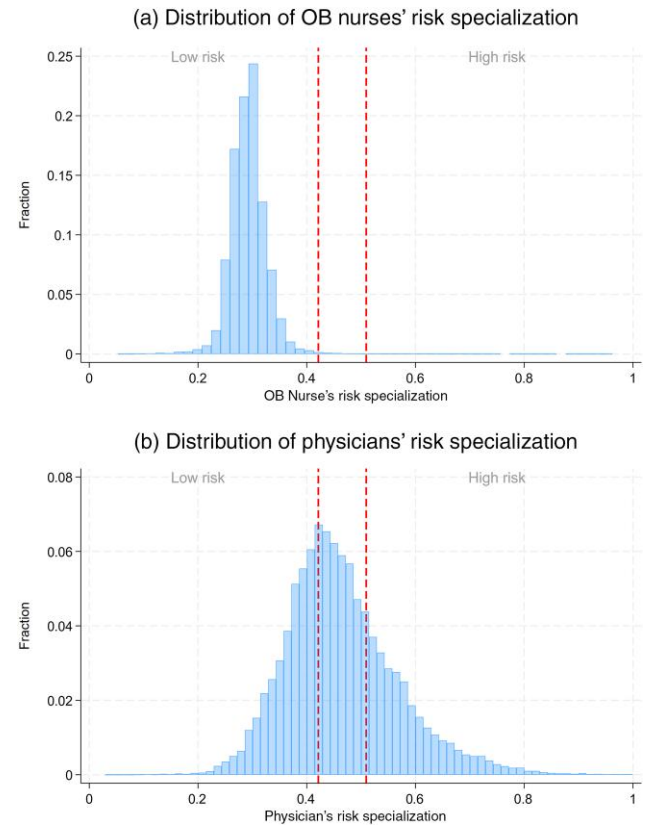 (a) Distribution of OB nurses’ risk specialization
Low risk
High risk
0.25
0.2
0.15
0.1
0.05
0
Fraction
0 0.2 0.4 0.6 0.8 1
OB Nurse’s risk specialization
(b) Distribution of physicians’ risk specialization
Low risk
High risk
0.08
0.06
0.04
0.02
0
Fraction
0 0.2 0.4 0.6 0.8 1
Physician’s risk specialization